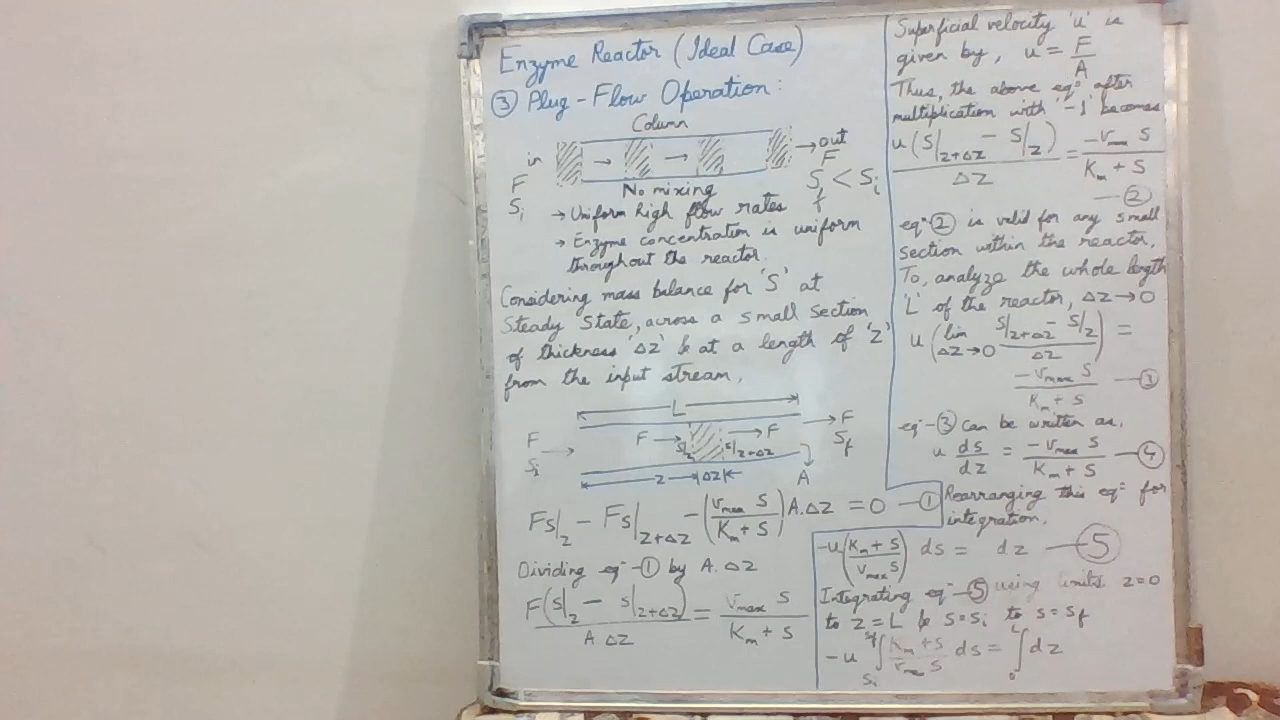 Enzyme Reactor (Ideal Case)
③ Plug-Flow Operation:
Column
in
F
Si
→ → → out
F
Sf < Si
No mixing
→ Uniform high flow rates
→ Enzyme concentration is uniform
throughout the reactor.
Considering mass balance for 'S' at
Steady State, across a small section
of thickness 'ΔZ' & at a length of 'Z'
from the input stream,
L
F
Si →
F → S|z S|z+Δz → F
→ F
Sf
z ΔZ A
FS|z − FS|z+Δz − (Vmax S / Km + S) A.ΔZ = 0 —①
Dividing eqⁿ-① by A.ΔZ
F(S|z − S|z+Δz) / A.ΔZ = Vmax S / Km + S
Superficial velocity 'u' is
given by, u = F / A
Thus, the above eqⁿ after
multiplication with '-1' becomes
u(S|z+Δz − S|z) / ΔZ = −Vmax S / Km + S
—②
eqⁿ-② is valid for any small
section within the reactor.
To, analyze the whole length
'L' of the reactor, ΔZ→0
u(lim ΔZ→0 S|z+Δz − S|z / ΔZ) =
−Vmax S / Km + S —③
eqⁿ-③ can be written as,
u ds/dz = −Vmax S / Km + S —④
Rearranging this eqⁿ for
integration,
−u(Km + S / Vmax S) ds = dz —⑤
Integrating eqⁿ-⑤ using limits z=0
to z=L & S=Si to S=Sf
−u ∫Si^Sf Km+S / Vmax S ds = ∫0^L dz